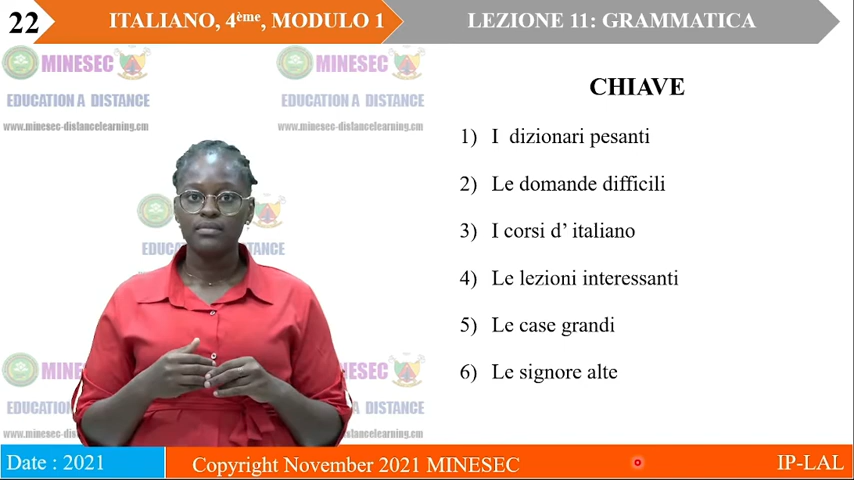 22
ITALIANO, 4ème, MODULO 1
LEZIONE 11: GRAMMATICA
MINESEC
MINESEC
EDUCATION A DISTANCE
EDUCATION A DISTANCE
www.minesec-distancelearning.cm
www.minesec-distancelearning.cm
CHIAVE
1) I dizionari pesanti
2) Le domande difficili
3) I corsi d' italiano
4) Le lezioni interessanti
5) Le case grandi
6) Le signore alte
Date : 2021
Copyright November 2021 MINESEC
IP-LAL